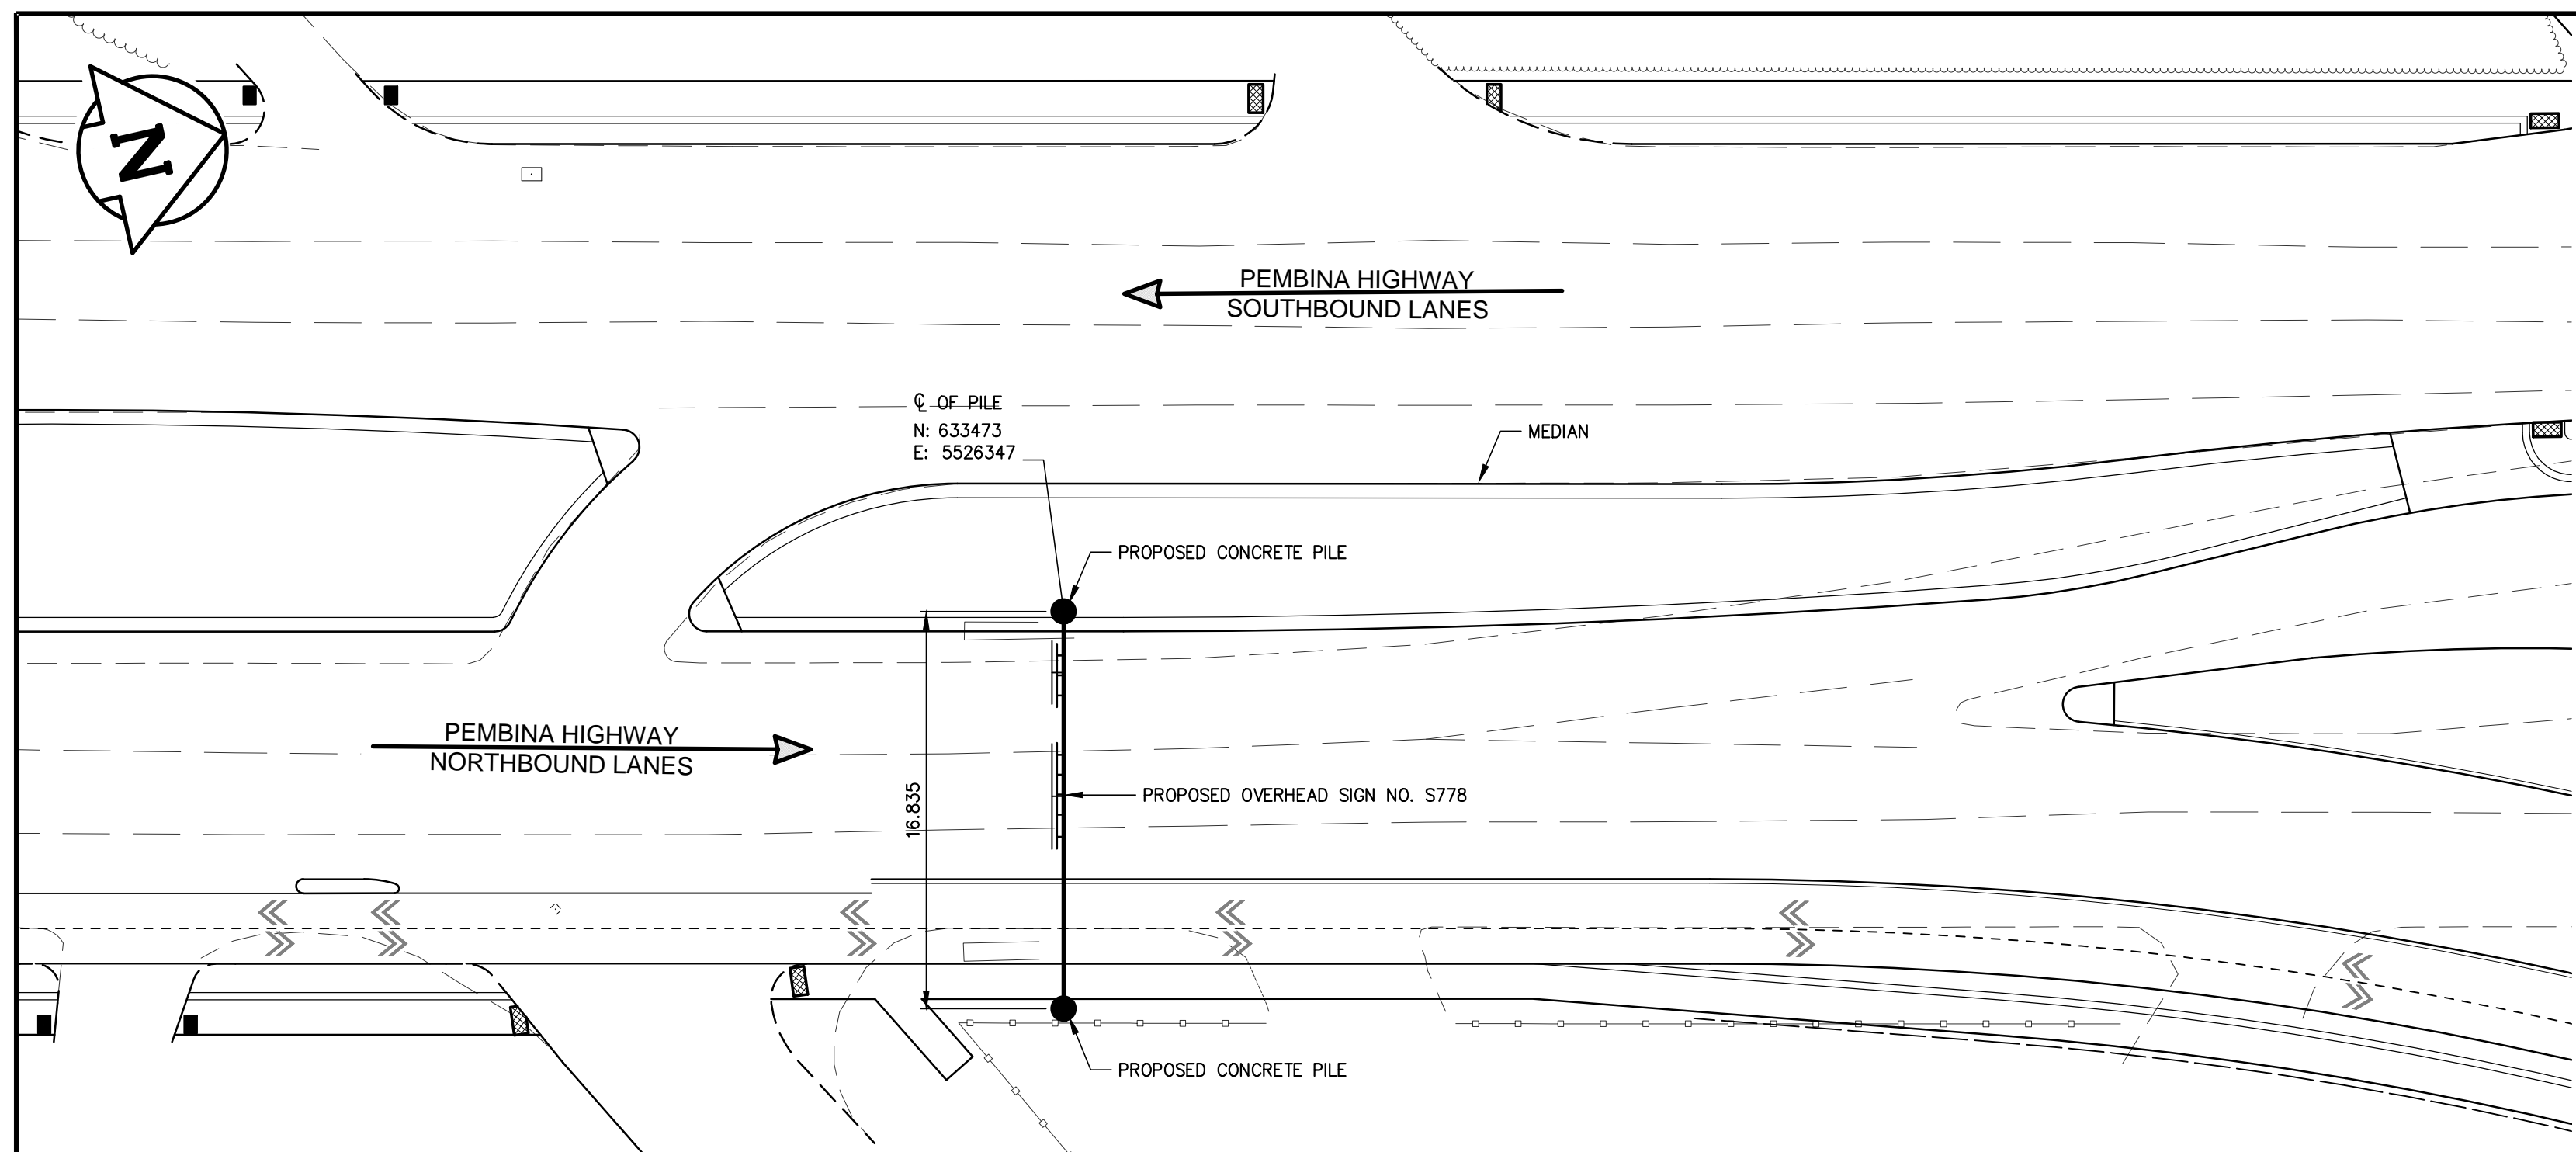 N
PEMBINA HIGHWAY
SOUTHBOUND LANES
℄ OF PILE
N: 633473
E: 5526347
MEDIAN
PROPOSED CONCRETE PILE
PEMBINA HIGHWAY
NORTHBOUND LANES
16.835
PROPOSED OVERHEAD SIGN NO. S778
PROPOSED CONCRETE PILE